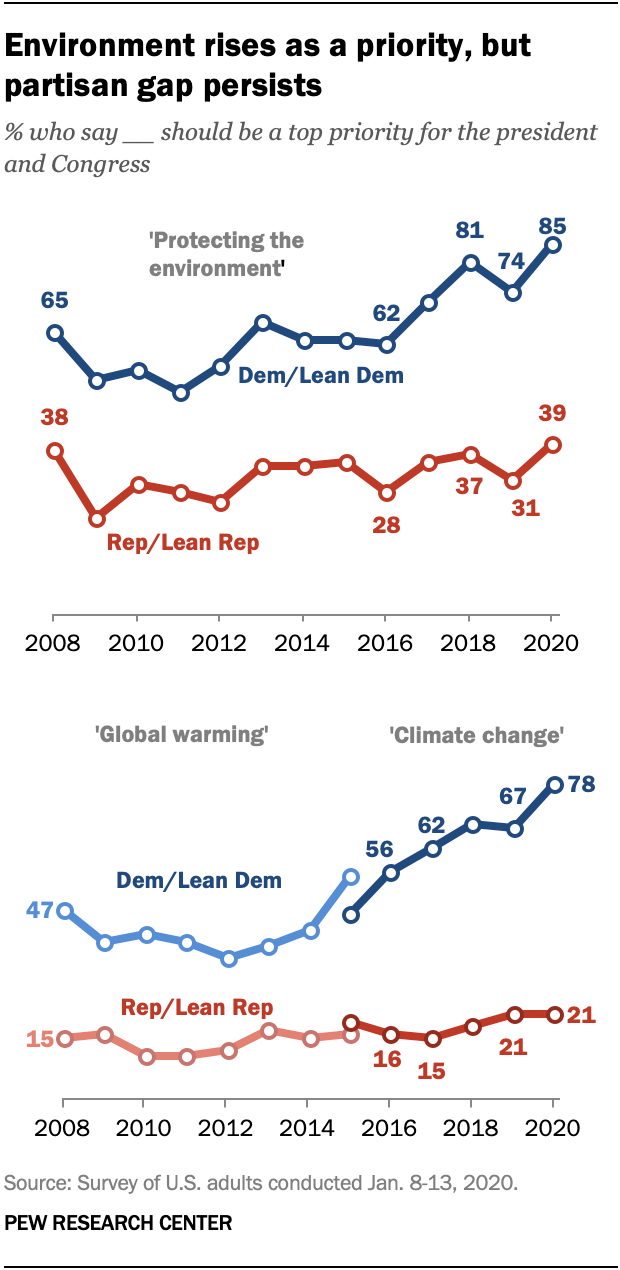 Environment rises as a priority, but
partisan gap persists
% who say __ should be a top priority for the president
and Congress
'Protecting the
environment'
65
62
81
74
85
Dem/Lean Dem
38
28
37
31
39
Rep/Lean Rep
2008 2010 2012 2014 2016 2018 2020
'Global warming' 'Climate change'
47
56
62
67
78
Dem/Lean Dem
Rep/Lean Rep
15
16
15
21
21
2008 2010 2012 2014 2016 2018 2020
Source: Survey of U.S. adults conducted Jan. 8-13, 2020.
PEW RESEARCH CENTER